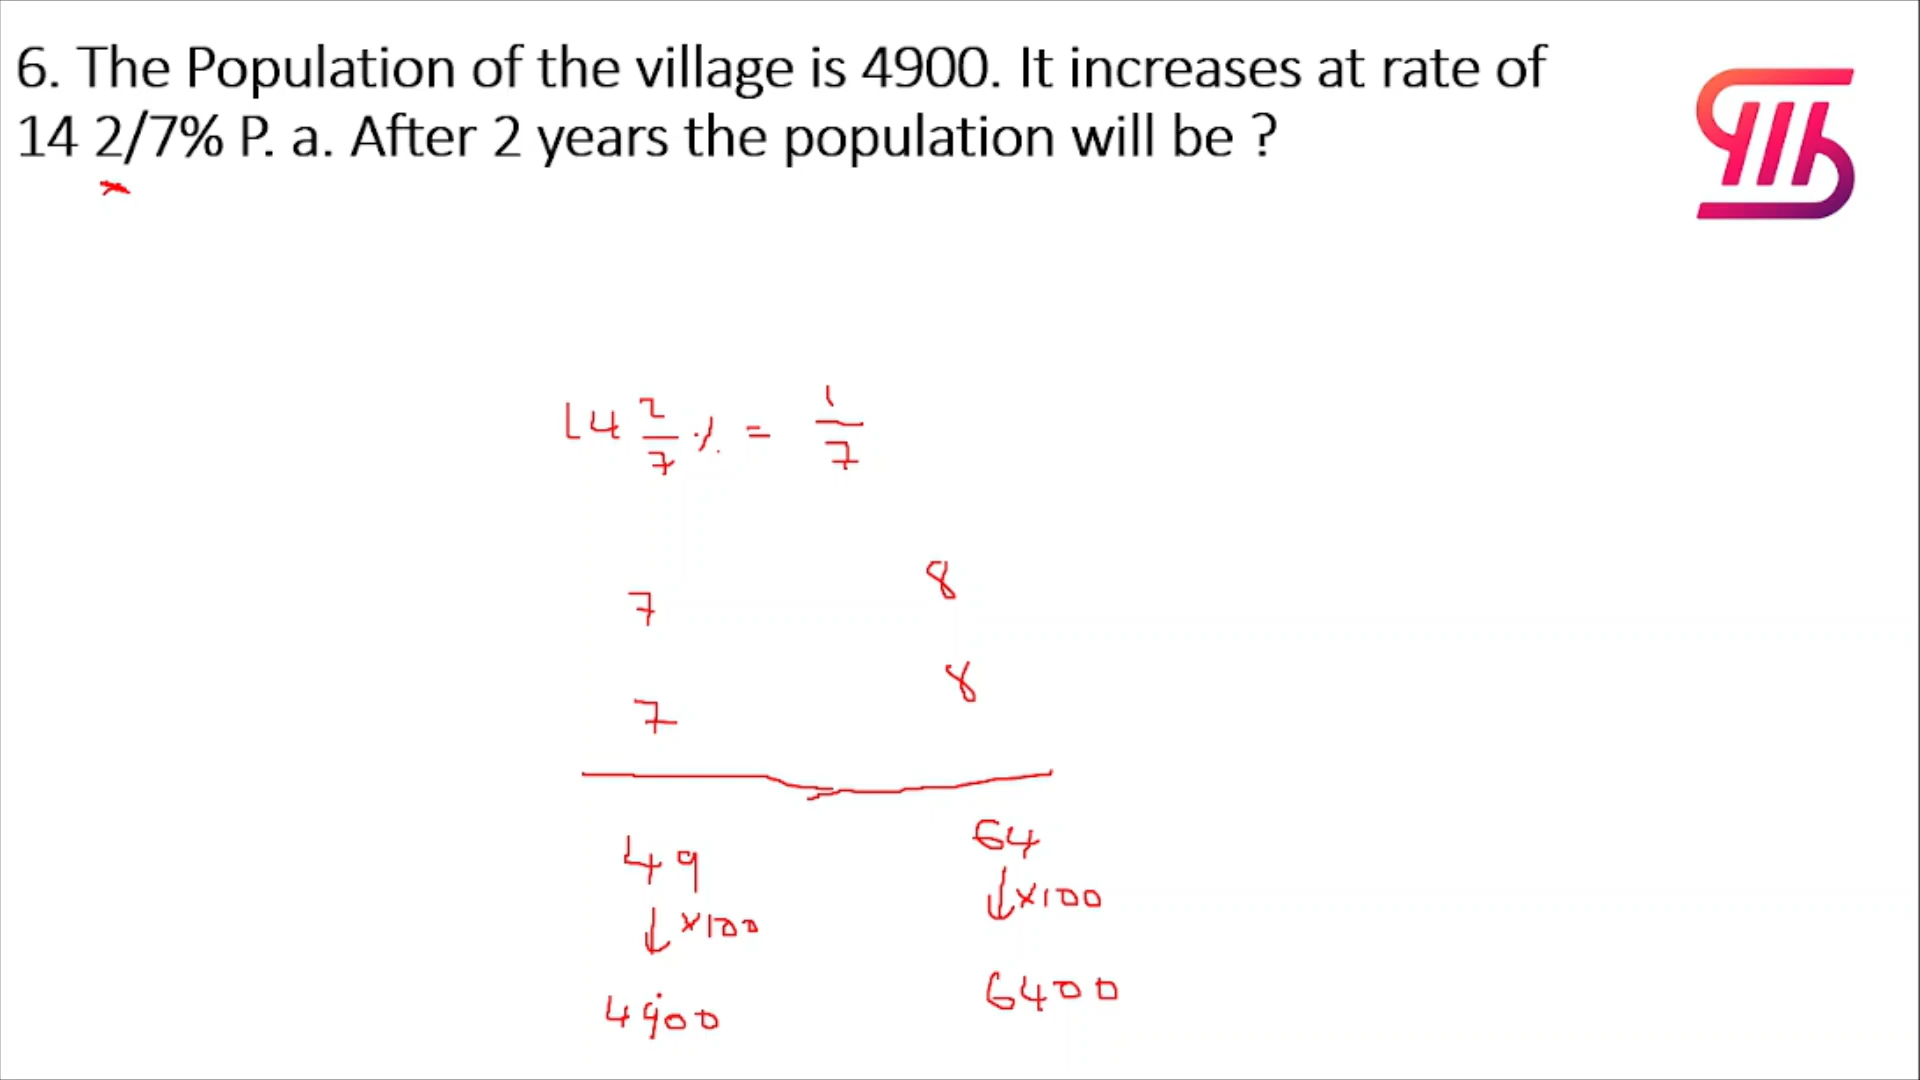 6. The Population of the village is 4900. It increases at rate of
14 2/7% P. a. After 2 years the population will be ?
14 2/7 % = 1/7
7 8
7 8
49 64
↓ ×100 ↓ ×100
4900 6400